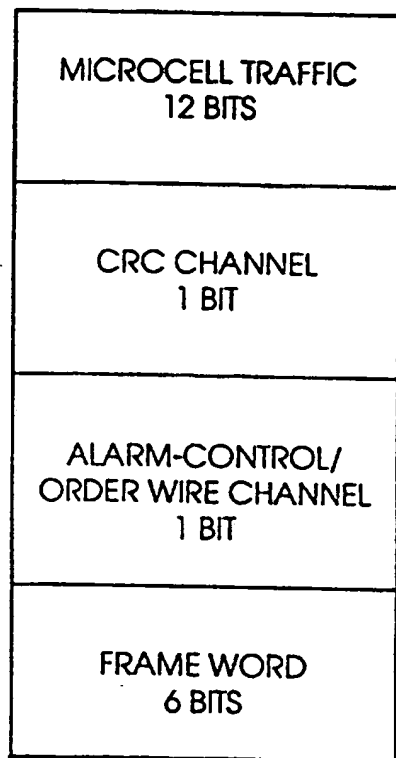 MICROCELL TRAFFIC
12 BITS
CRC CHANNEL
1 BIT
ALARM-CONTROL/
ORDER WIRE CHANNEL
1 BIT
FRAME WORD
6 BITS